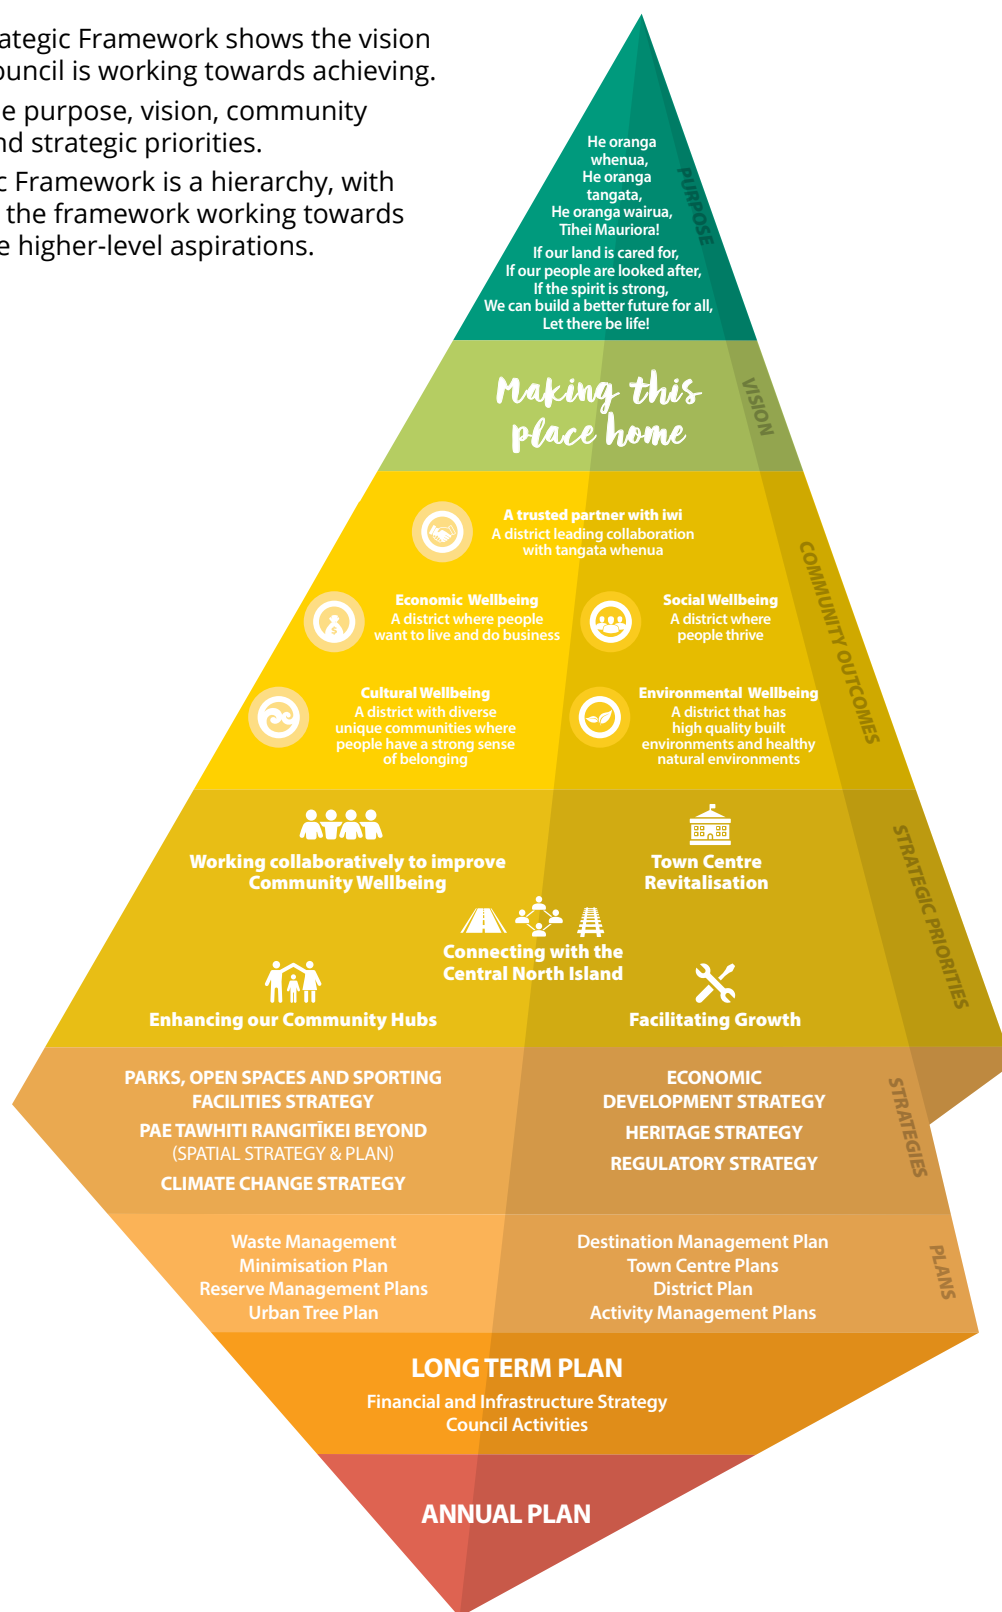 ategic Framework shows the vision
ouncil is working towards achieving.
e purpose, vision, community
nd strategic priorities.
c Framework is a hierarchy, with
the framework working towards
e higher-level aspirations.
He oranga
whenua,
He oranga
tangata,
He oranga wairua,
Tihei Mauriora!
If our land is cared for,
If our people are looked after,
If the spirit is strong,
We can build a better future for all,
Let there be life!
PURPOSE
Making this
place home
VISION
A trusted partner with iwi
A district leading collaboration
with tangata whenua
Economic Wellbeing
A district where people
want to live and do business
Social Wellbeing
A district where
people thrive
Cultural Wellbeing
A district with diverse
unique communities where
people have a strong sense
of belonging
Environmental Wellbeing
A district that has
high quality built
environments and healthy
natural environments
COMMUNITY OUTCOMES
Working collaboratively to improve
Community Wellbeing
Town Centre
Revitalisation
Connecting with the
Central North Island
Enhancing our Community Hubs
Facilitating Growth
STRATEGIC PRIORITIES
PARKS, OPEN SPACES AND SPORTING
FACILITIES STRATEGY
PAE TAWHITI RANGITĪKEI BEYOND
(SPATIAL STRATEGY & PLAN)
CLIMATE CHANGE STRATEGY
ECONOMIC
DEVELOPMENT STRATEGY
HERITAGE STRATEGY
REGULATORY STRATEGY
STRATEGIES
Waste Management
Minimisation Plan
Reserve Management Plans
Urban Tree Plan
Destination Management Plan
Town Centre Plans
District Plan
Activity Management Plans
PLANS
LONG TERM PLAN
Financial and Infrastructure Strategy
Council Activities
ANNUAL PLAN